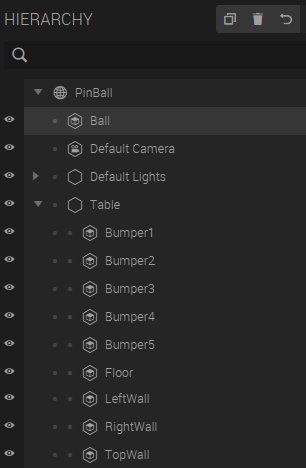 HIERARCHY
PinBall
Ball
Default Camera
Default Lights
Table
Bumper1
Bumper2
Bumper3
Bumper4
Bumper5
Floor
LeftWall
RightWall
TopWall